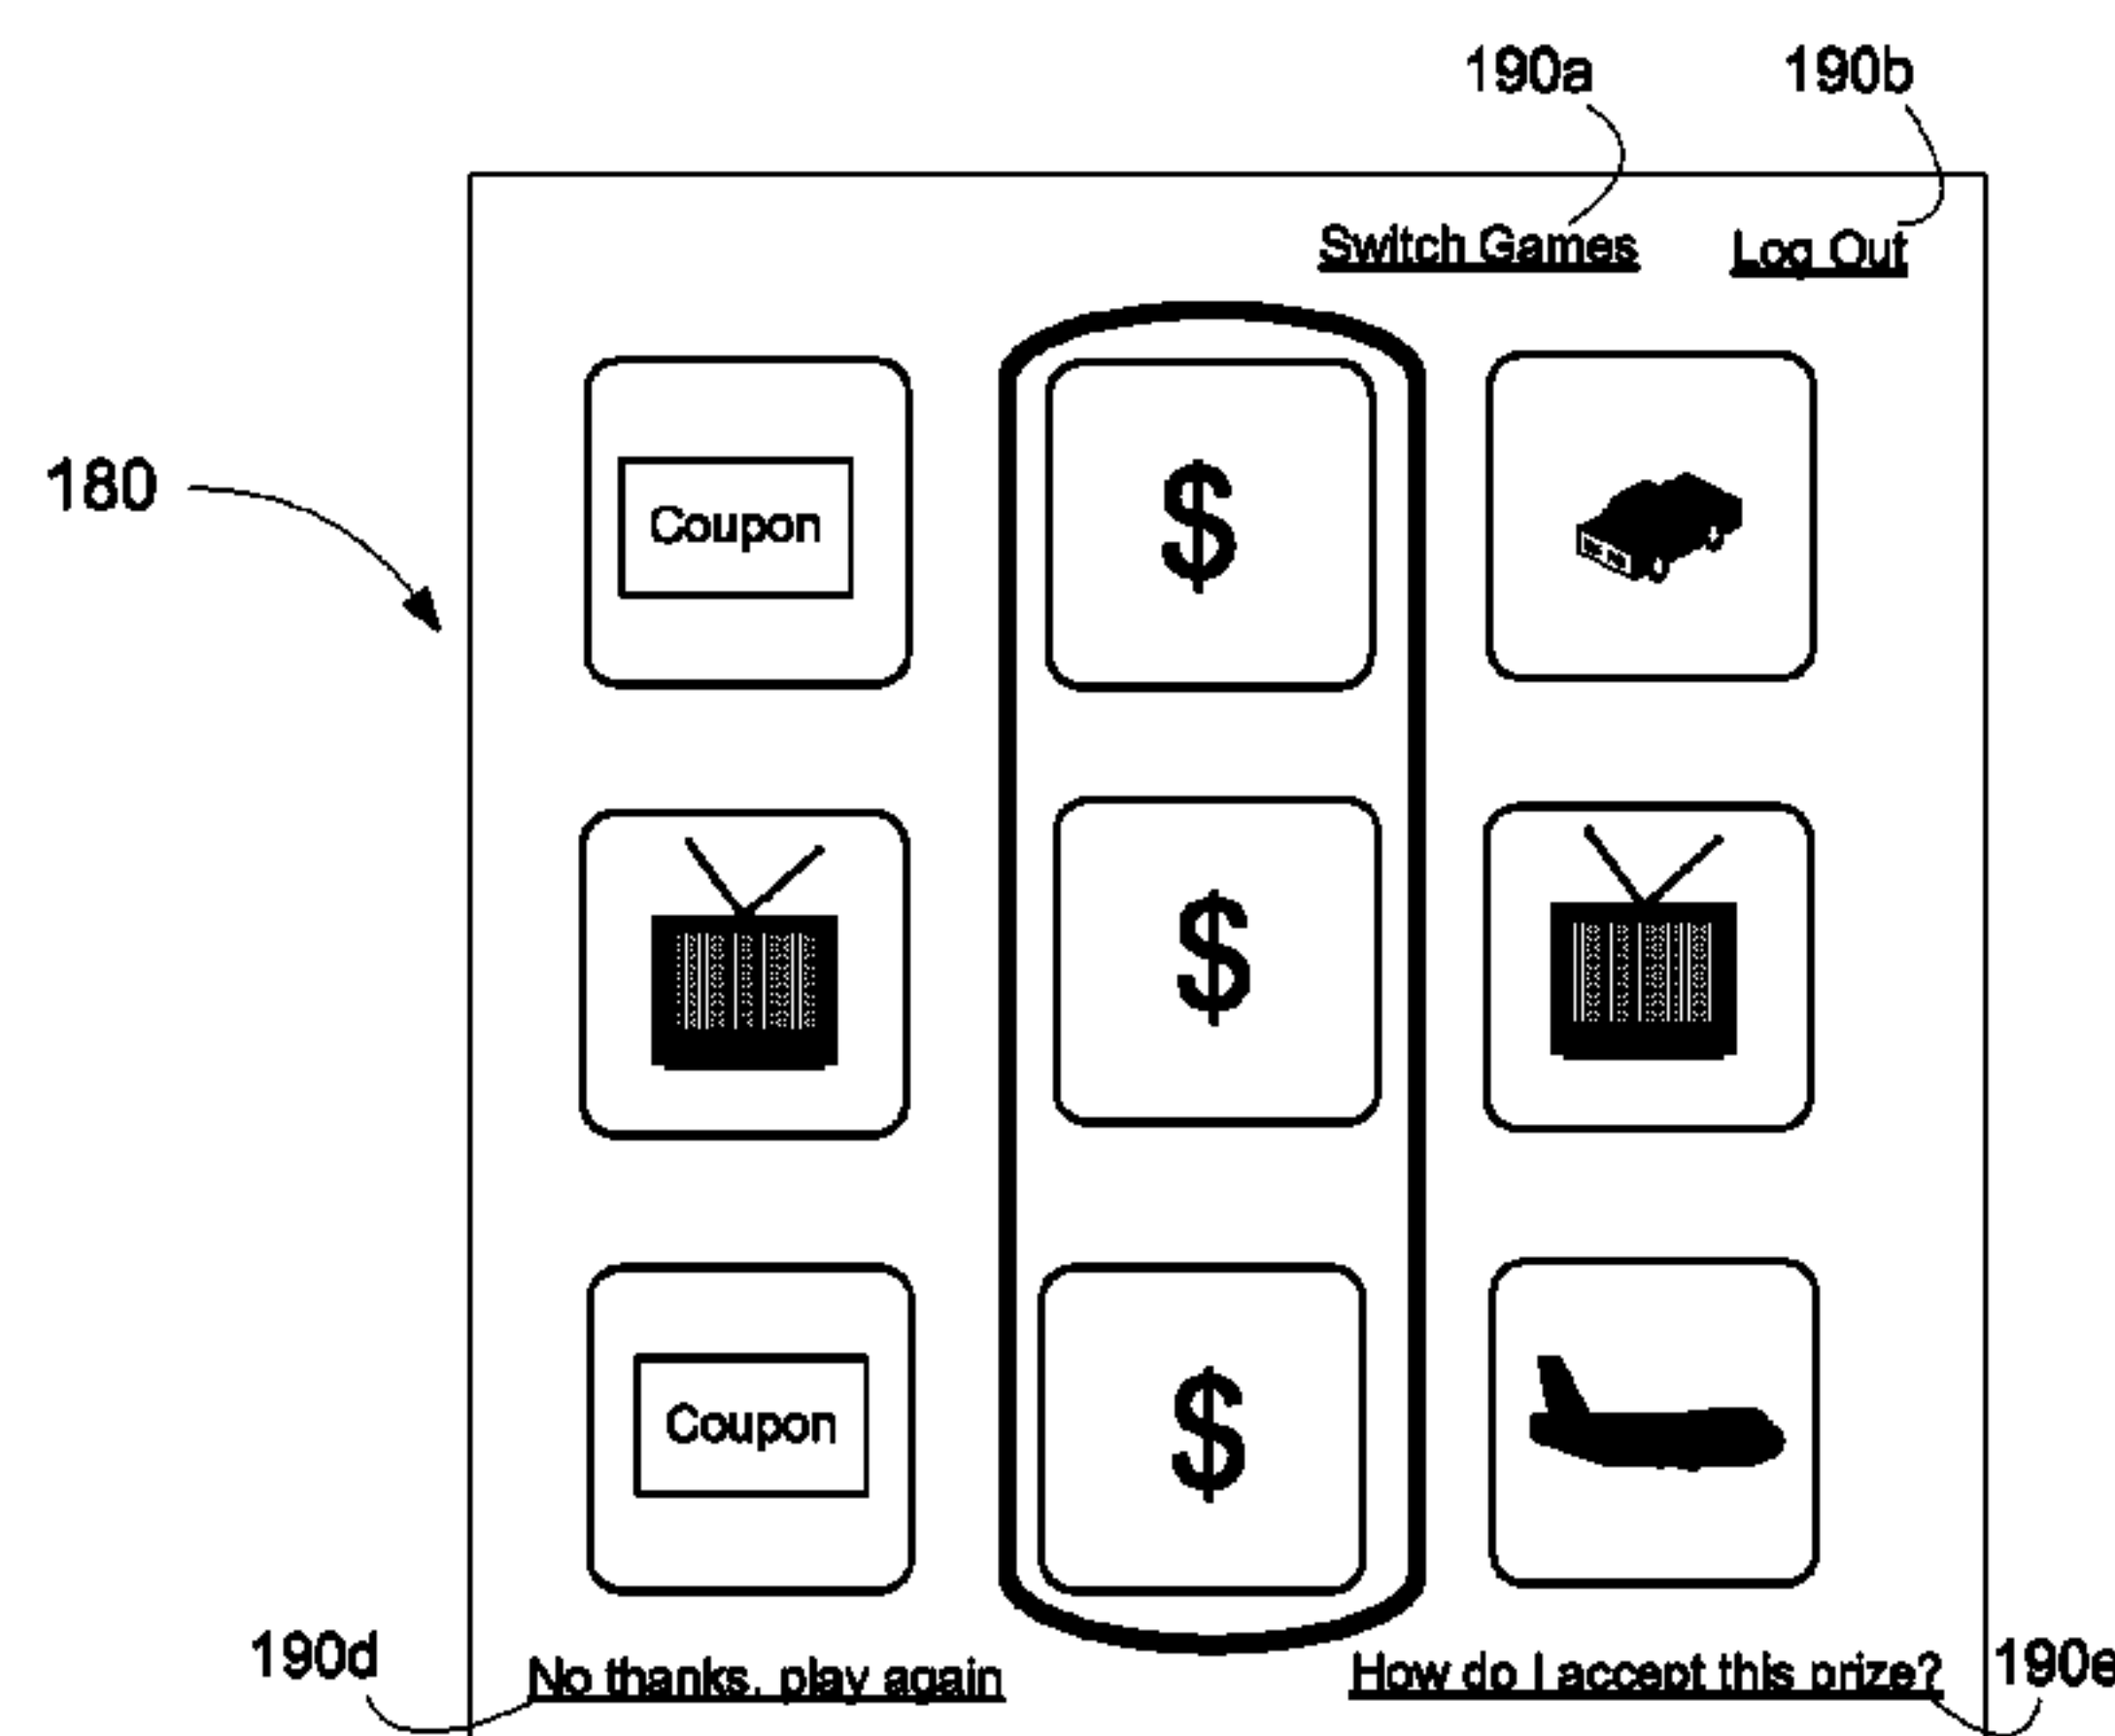 190a 190b
Switch Games Log Out
180
Coupon $
$
Coupon $
190d No thanks, play again How do I accept this prize? 190e